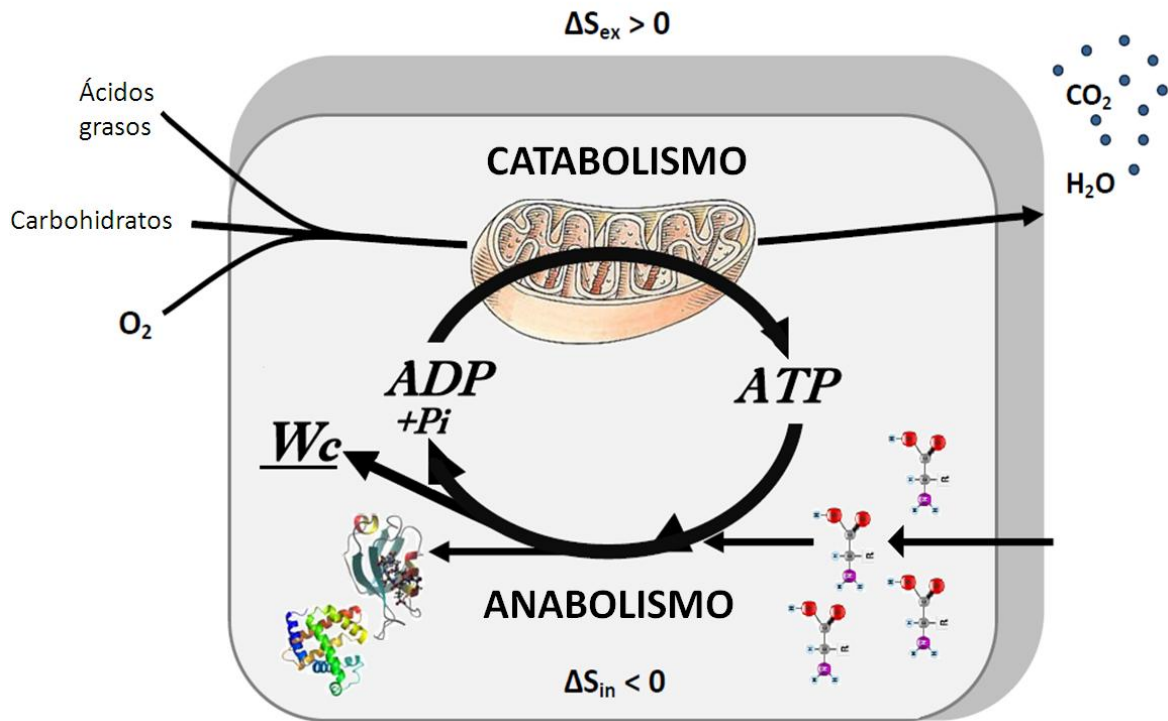 ΔSex > 0
Ácidos
grasos
CO2
CATABOLISMO
H2O
Carbohidratos
O2
ADP
+Pi
ATP
Wc
ANABOLISMO
ΔSin < 0